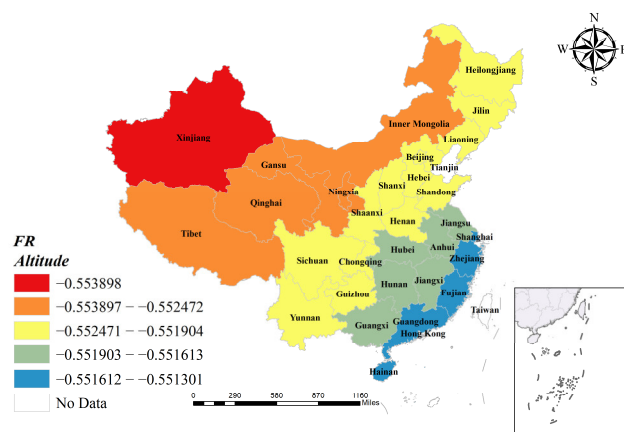 N
W E
S
Heilongjiang
Jilin
Liaoning
Inner Mongolia
Beijing
Tianjin
Hebei
Shanxi
Shandong
Xinjiang
Gansu
Ningxia
Qinghai
Shaanxi
Henan
Tibet
Jiangsu
Shanghai
Anhui
Hubei
Zhejiang
Sichuan
Chongqing
Hunan
Jiangxi
Guizhou
Fujian
Yunnan
Taiwan
Guangxi
Guangdong
Hong Kong
Hainan
FR
Altitude
−0.553898
−0.553897 – −0.552472
−0.552471 – −0.551904
−0.551903 – −0.551613
−0.551612 – −0.551301
No Data
0 290 560 670 1160
Miles